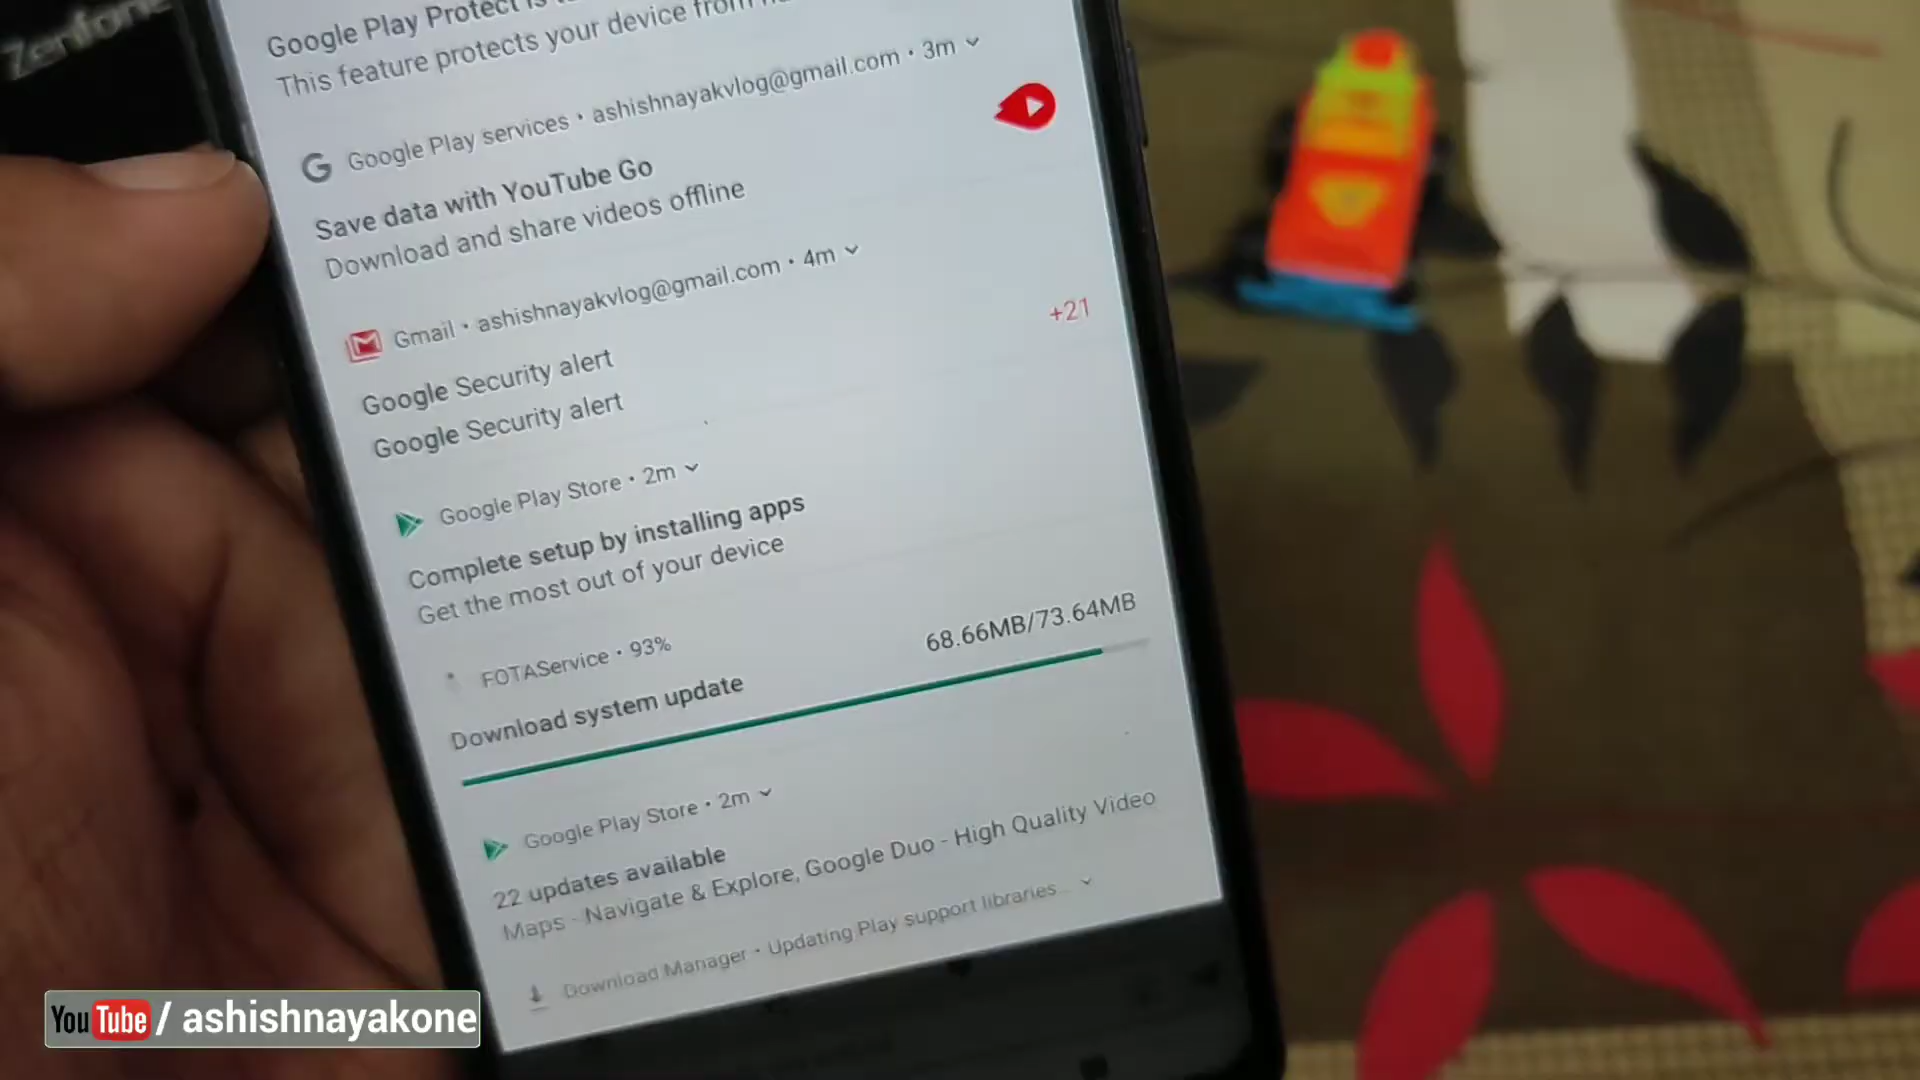 Zenfone
Google Play Protect is
This feature protects your device from
Google Play services • ashishnayakvlog@gmail.com • 3m
Save data with YouTube Go
Download and share videos offline
Gmail • ashishnayakvlog@gmail.com • 4m
+21
Google Security alert
Google Security alert
Google Play Store • 2m
Complete setup by installing apps
Get the most out of your device
FOTAService • 93%
68.66MB/73.64MB
Download system update
Google Play Store • 2m
22 updates available
Maps - Navigate & Explore, Google Duo - High Quality Video
Download Manager • Updating Play support libraries...
YouTube / ashishnayakone